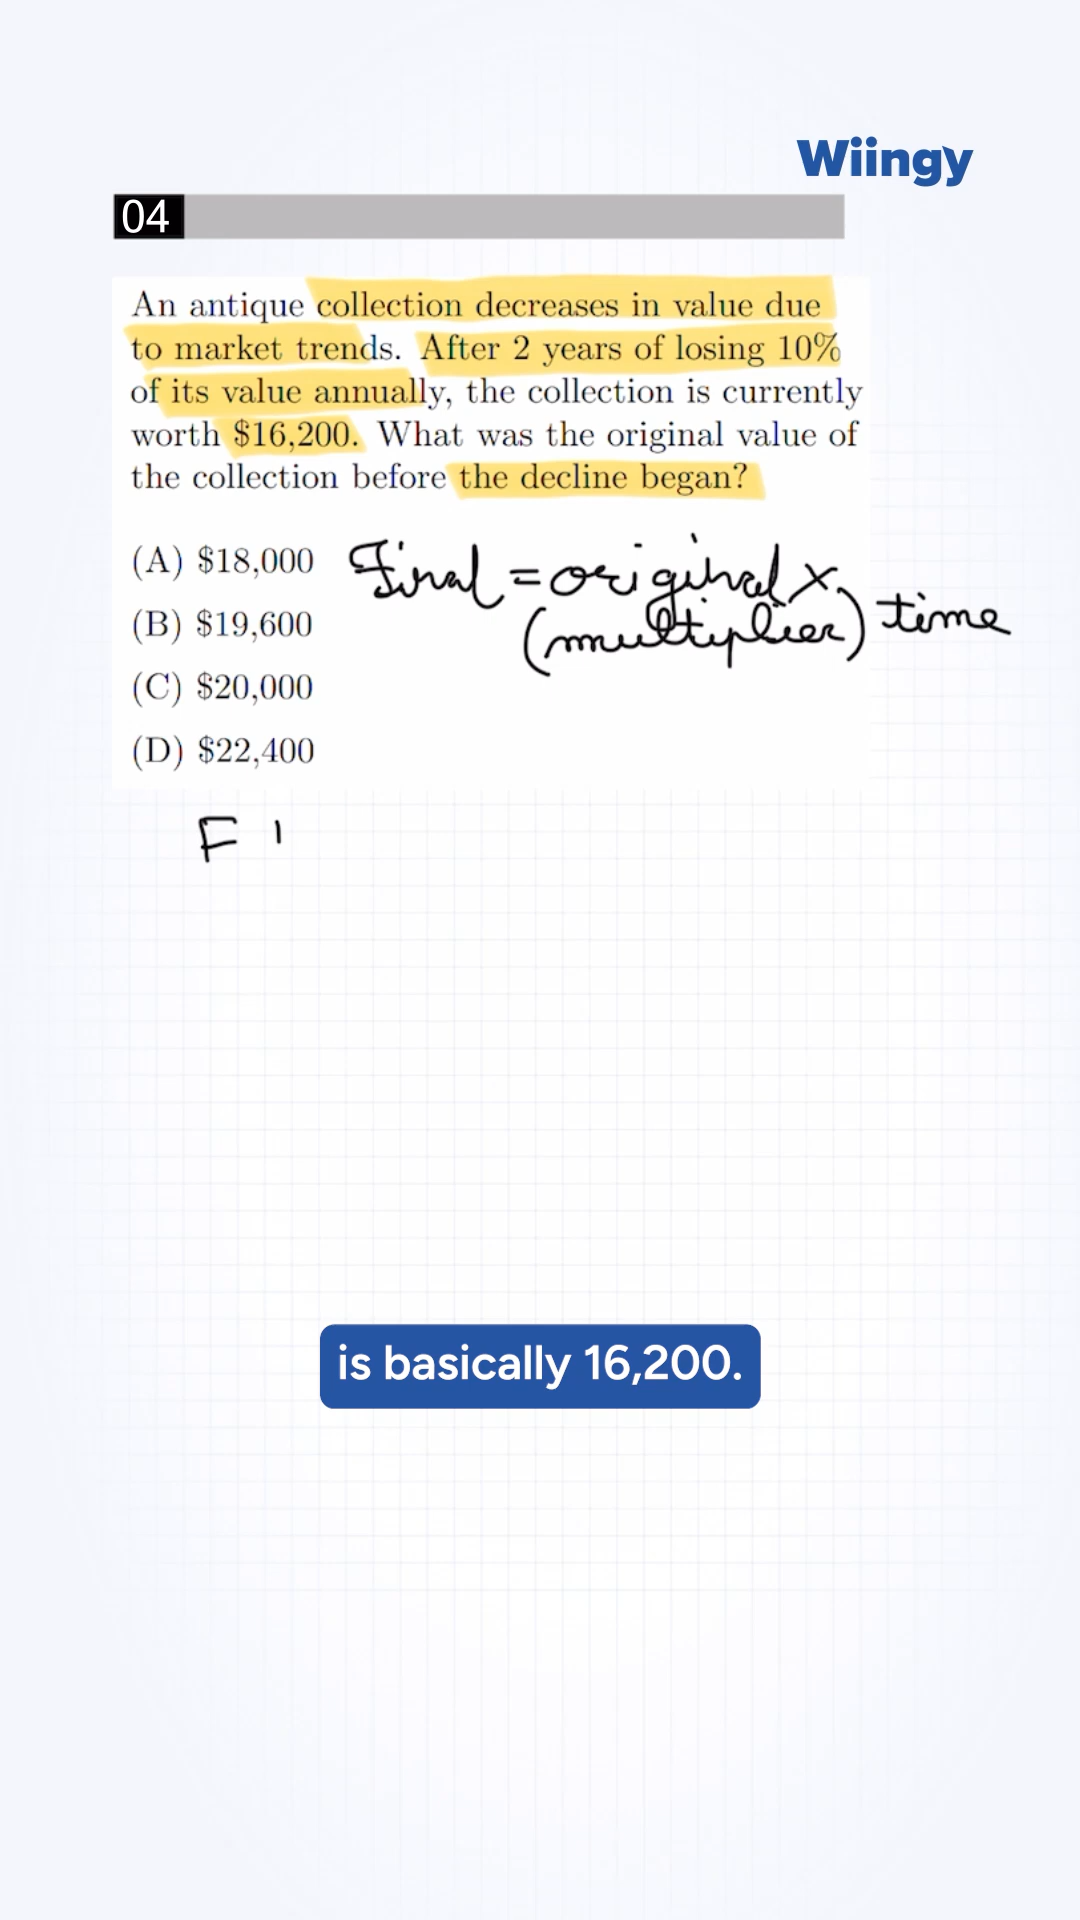 Wiingy
04
An antique collection decreases in value due
to market trends. After 2 years of losing 10%
of its value annually, the collection is currently
worth $16,200. What was the original value of
the collection before the decline began?
(A) $18,000
(B) $19,600
(C) $20,000
(D) $22,400
Final = original ×
(multiplier) time
F I
is basically 16,200.